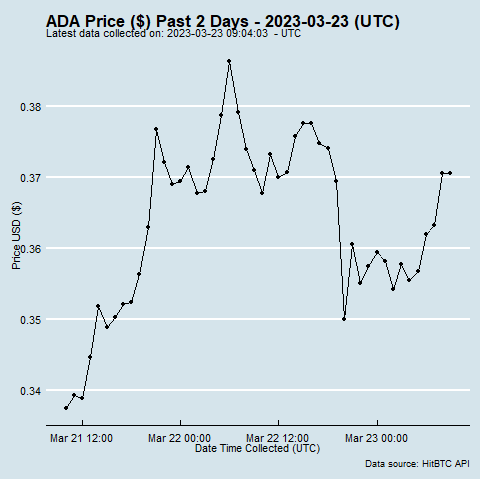 ADA Price ($) Past 2 Days - 2023-03-23 (UTC)
Latest data collected on: 2023-03-23 09:04:03 - UTC
Price USD ($)
0.38
0.37
0.36
0.35
0.34
Mar 21 12:00
Mar 22 00:00
Mar 22 12:00
Mar 23 00:00
Date Time Collected (UTC)
Data source: HitBTC API